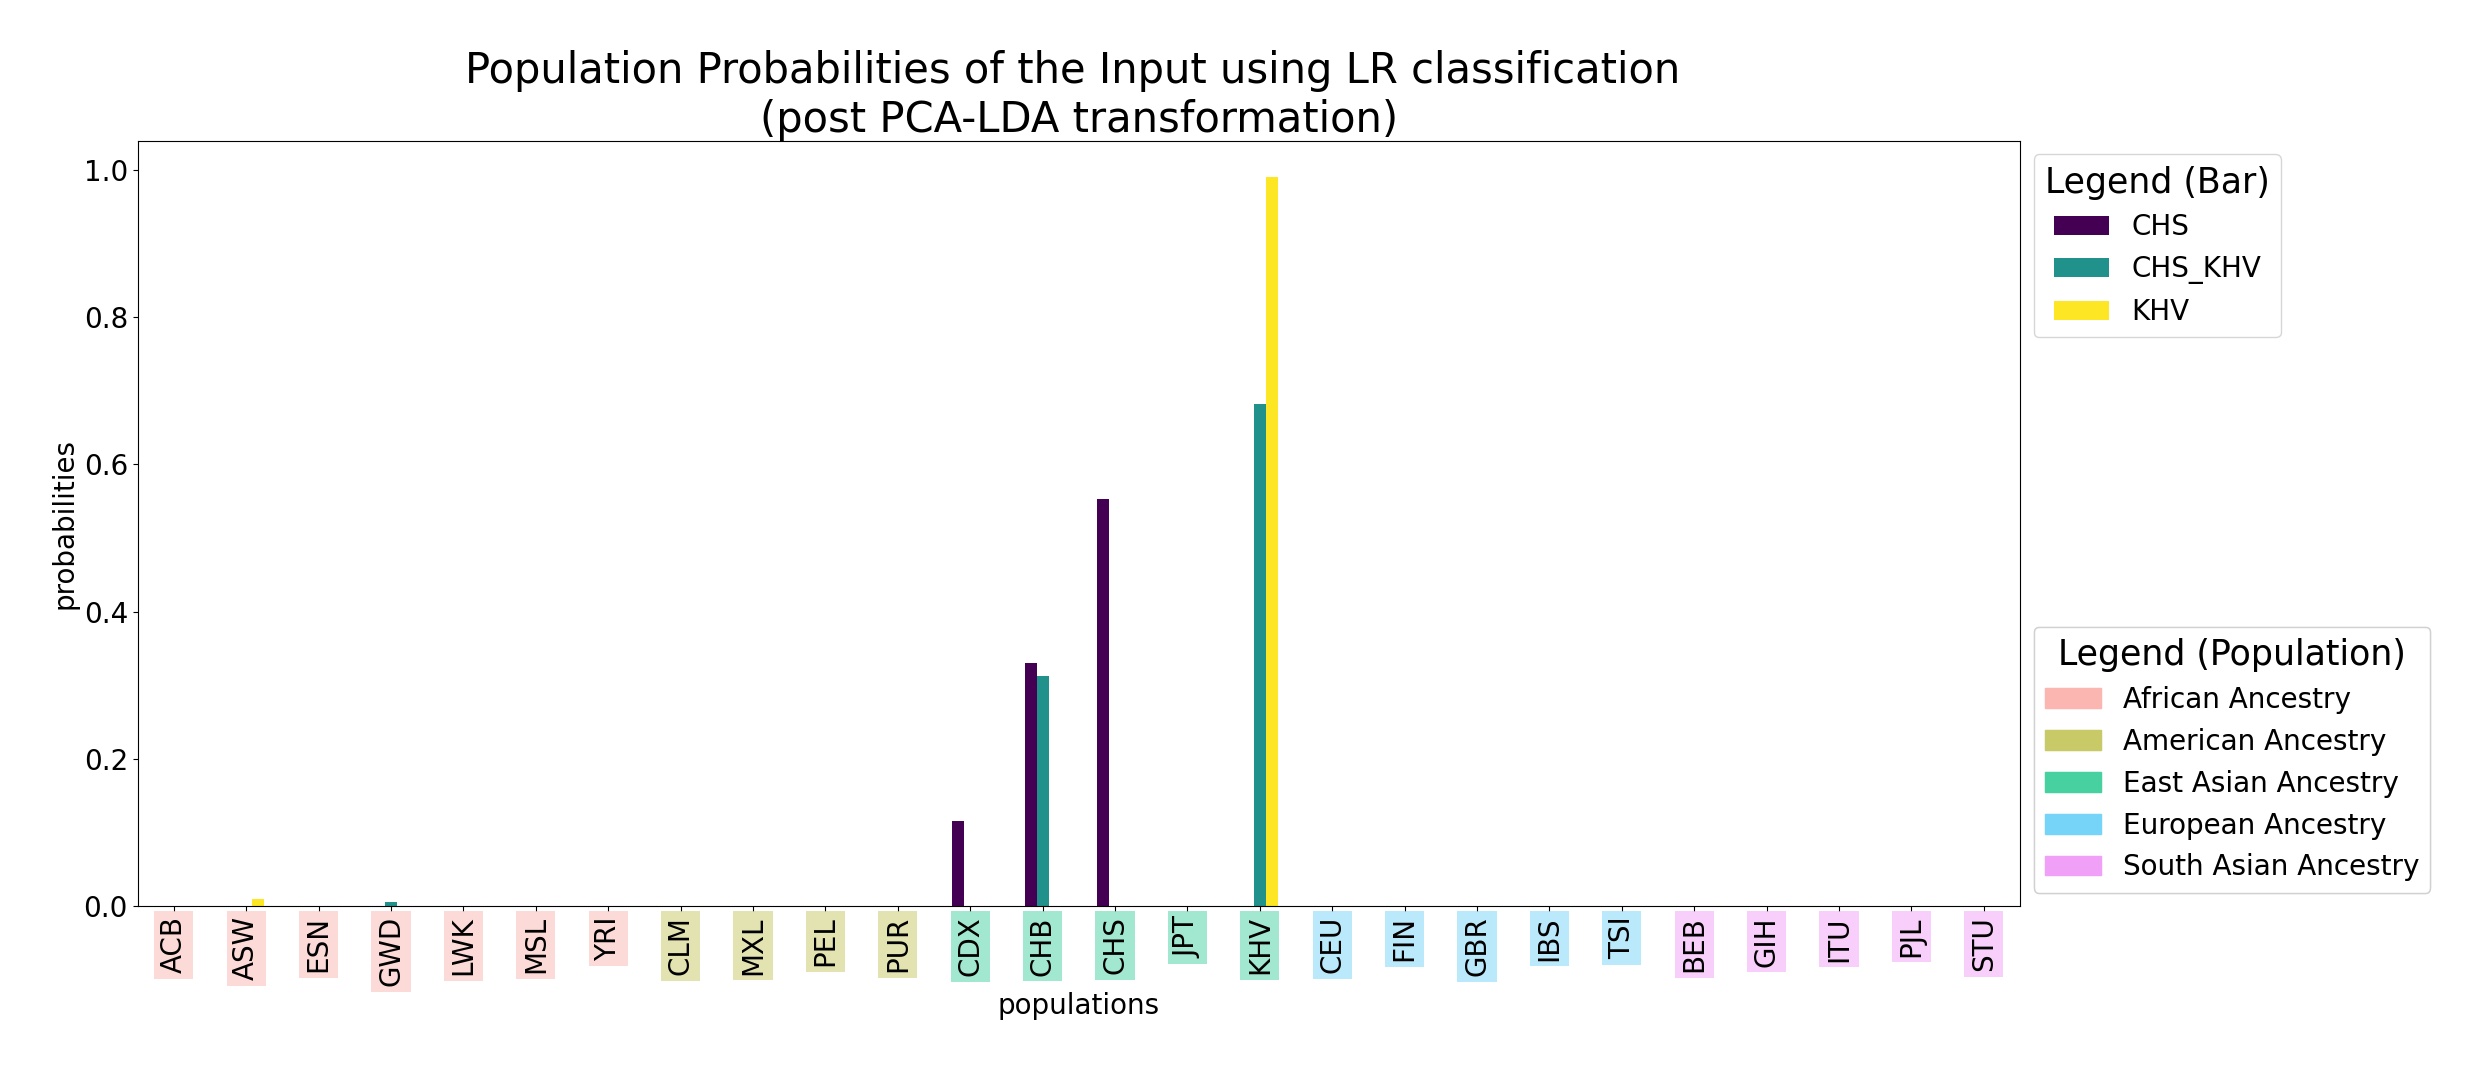 Population Probabilities of the Input using LR classification
(post PCA-LDA transformation)
1.0
0.8
0.6
0.4
0.2
0.0
probabilities
ACB
ASW
ESN
GWD
LWK
MSL
YRI
CLM
MXL
PEL
PUR
CDX
CHB
CHS
JPT
KHV
CEU
FIN
GBR
IBS
TSI
BEB
GIH
ITU
PJL
STU
populations
Legend (Bar)
CHS
CHS_KHV
KHV
Legend (Population)
African Ancestry
American Ancestry
East Asian Ancestry
European Ancestry
South Asian Ancestry